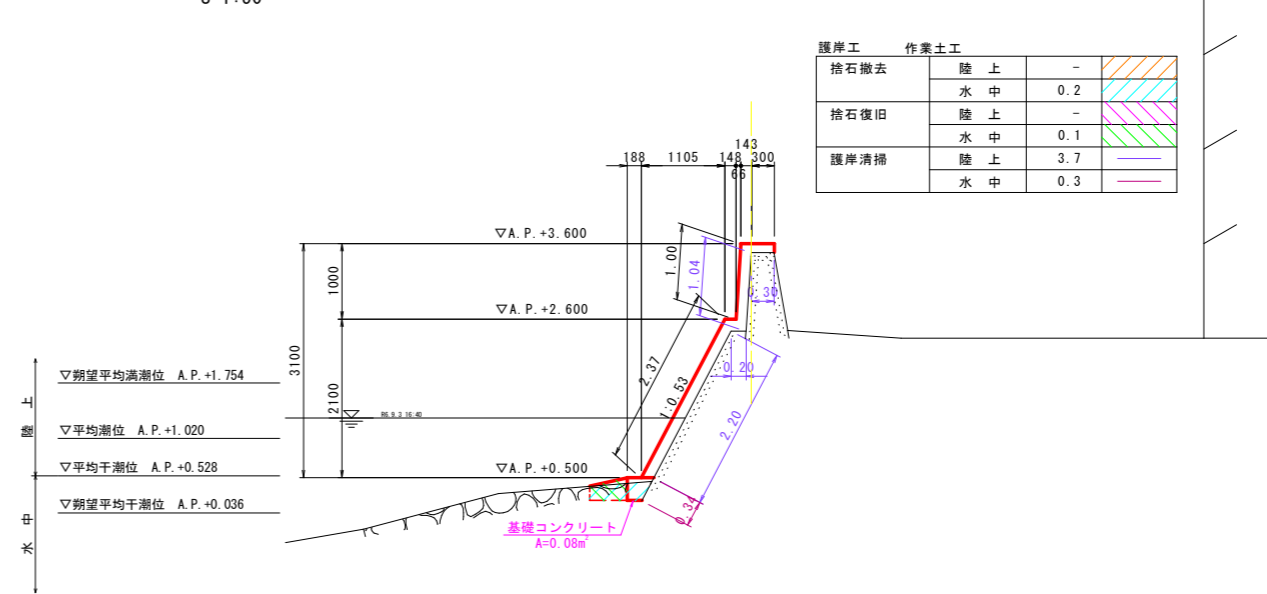 護岸工 作業土工
捨石撤去 陸 上 -
水 中 0.2
捨石復旧 陸 上 -
水 中 0.1
護岸清掃 陸 上 3.7
水 中 0.3
143
188 1105 148 300
66
▽A.P.+3.600
1.00
1.04
1000
0.30
▽A.P.+2.600
3100
2.37
0.20
▽朔望平均満潮位 A.P.+1.754
2100
1:0.53
R6.9.3 16:40
2.20
陸 上
▽平均潮位 A.P.+1.020
▽平均干潮位 A.P.+0.528
▽A.P.+0.500
▽朔望平均干潮位 A.P.+0.036
0.34
水 中
基礎コンクリート
A=0.08m²